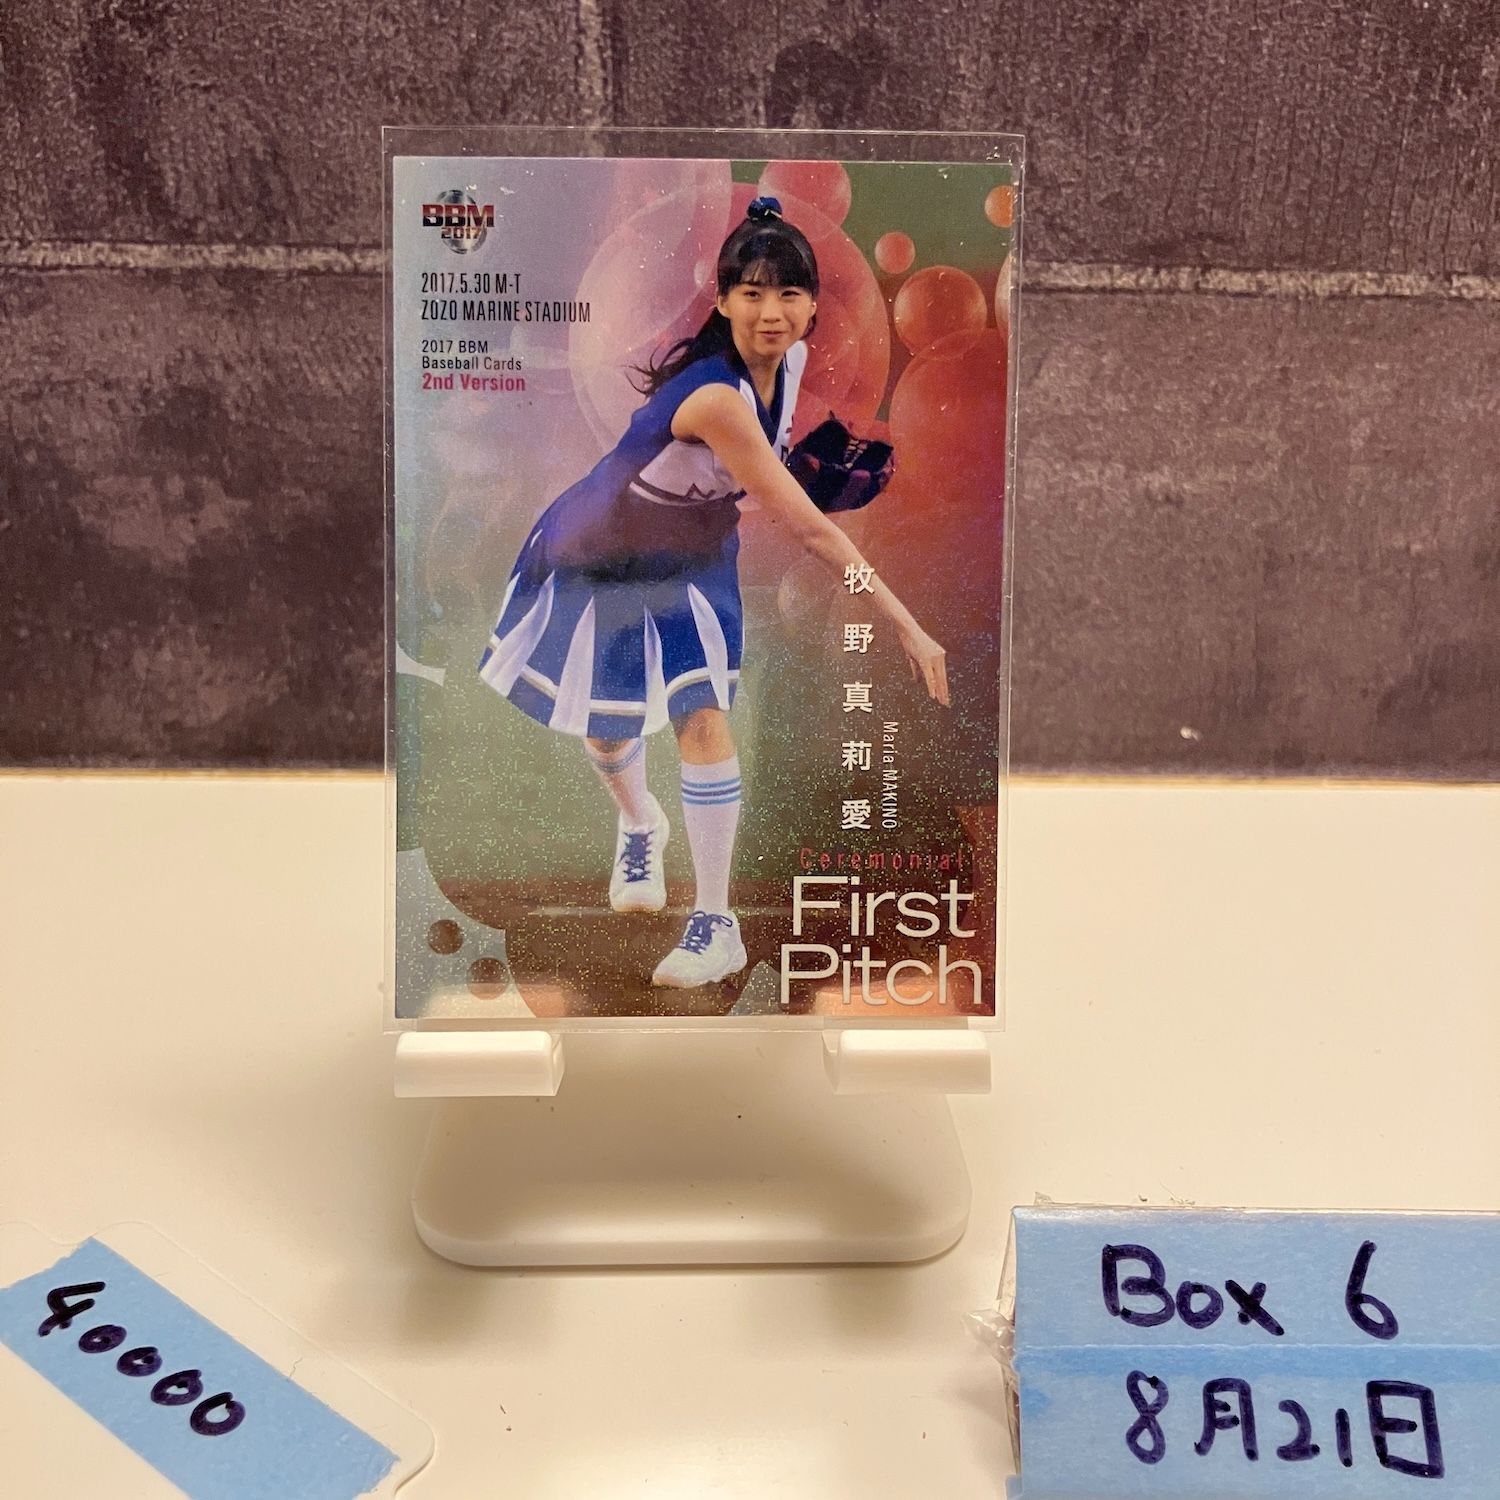 BBM
2017
2017.5.30 M-T
ZOZO MARINE STADIUM
2017 BBM
Baseball Cards
2nd Version
牧野真莉愛
Maria MAKINO
Ceremonial
First
Pitch
40000
Box 6
8月21日